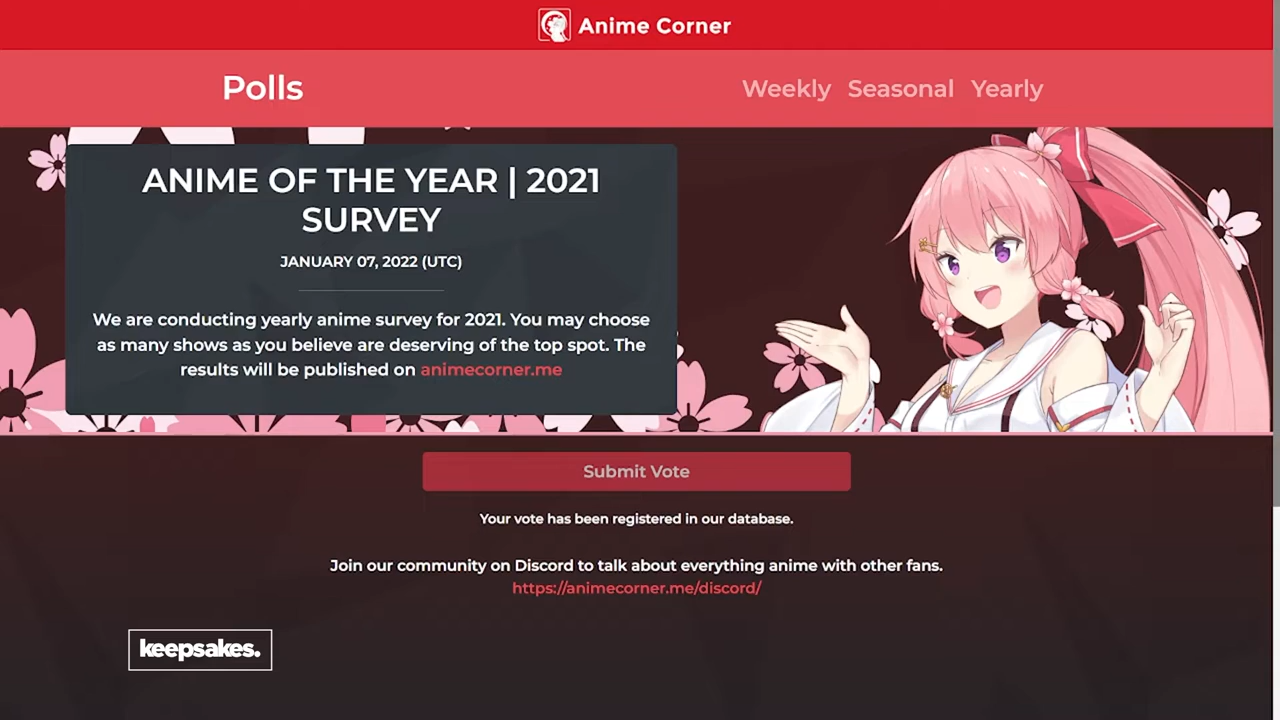 Anime Corner
Polls
Weekly Seasonal Yearly
ANIME OF THE YEAR | 2021
SURVEY
JANUARY 07, 2022 (UTC)
We are conducting yearly anime survey for 2021. You may choose
as many shows as you believe are deserving of the top spot. The
results will be published on animecorner.me
Submit Vote
Your vote has been registered in our database.
Join our community on Discord to talk about everything anime with other fans.
https://animecorner.me/discord/
keepsakes.